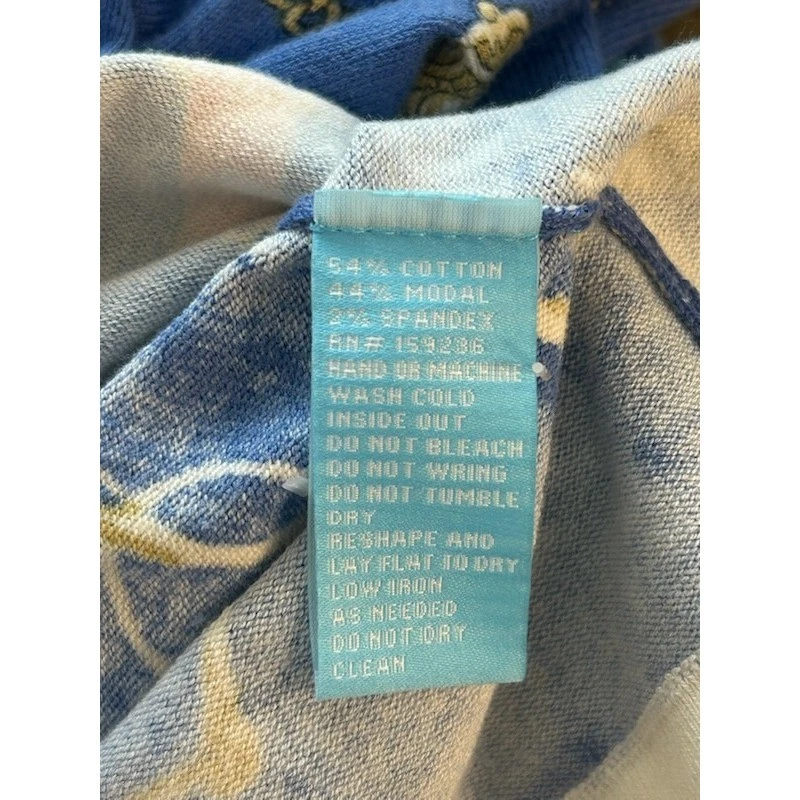 54% COTTON
44% MODAL
2% SPANDEX
RN# 159236
HAND OR MACHINE
WASH COLD
INSIDE OUT
DO NOT BLEACH
DO NOT WRING
DO NOT TUMBLE
DRY
RESHAPE AND
LAY FLAT TO DRY
LOW IRON
AS NEEDED
DO NOT DRY
CLEAN